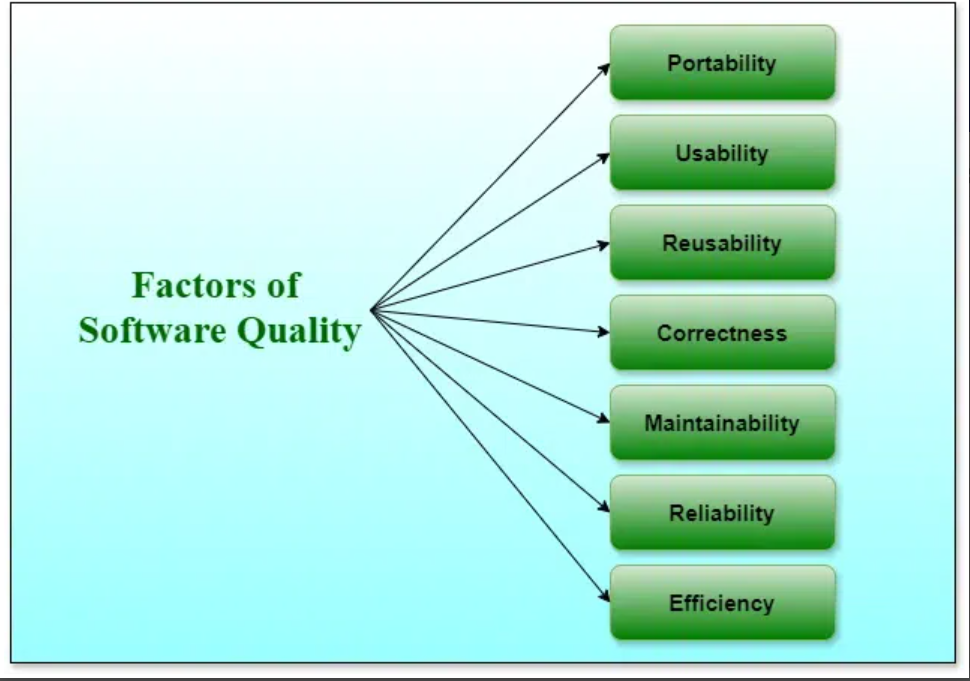 Factors of
Software Quality
Portability
Usability
Reusability
Correctness
Maintainability
Reliability
Efficiency